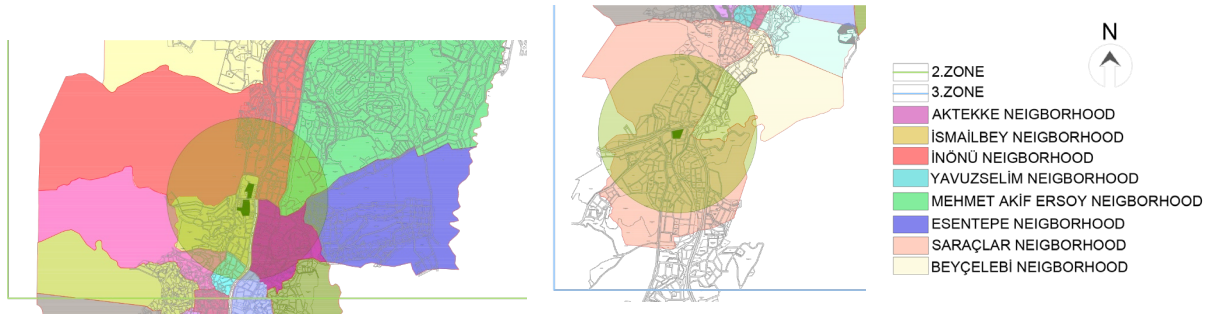 N
2.ZONE
3.ZONE
AKTEKKE NEIGBORHOOD
İSMAİLBEY NEIGBORHOOD
İNÖNÜ NEIGBORHOOD
YAVUZSELİM NEIGBORHOOD
MEHMET AKİF ERSOY NEIGBORHOOD
ESENTEPE NEIGBORHOOD
SARAÇLAR NEIGBORHOOD
BEYÇELEBİ NEIGBORHOOD